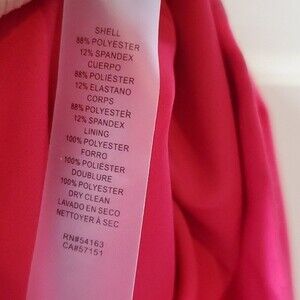 SHELL
88% POLYESTER
12% SPANDEX
CUERPO
88% POLIÉSTER
12% ELASTANO
CORPS
88% POLYESTER
12% SPANDEX
LINING
100% POLYESTER
FORRO
100% POLIÉSTER
DOUBLURE
100% POLYESTER
DRY CLEAN
LAVADO EN SECO
NETTOYER À SEC
RN#54163
CA#57151